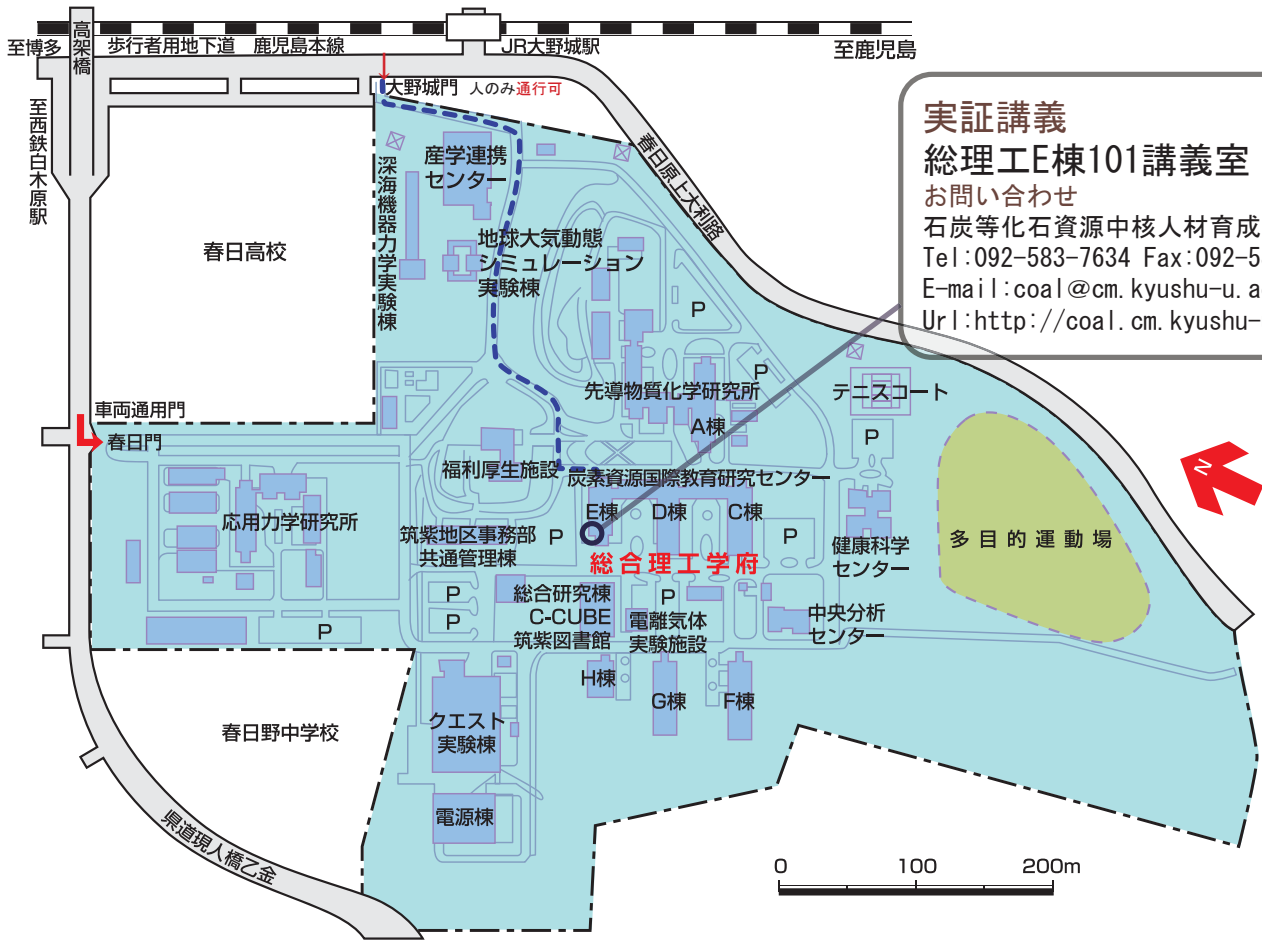 至博多
高架橋
歩行者用地下道
鹿児島本線
JR大野城駅
至鹿児島
大野城門 人のみ通行可
至西鉄白木原駅
春日原上大利路
実証講義
総理工E棟101講義室
お問い合わせ
石炭等化石資源中核人材育成
Tel:092-583-7634 Fax:092-5
E-mail:coal@cm.kyushu-u.a
Url:http://coal.cm.kyushu-
産学連携
センター
深海機器力学実験棟
春日高校
地球大気動態
シミュレーション
実験棟
P
先導物質化学研究所
P
A棟
テニスコート
P
車両通用門
春日門
福利厚生施設
炭素資源国際教育研究センター
N
応用力学研究所
筑紫地区事務部
共通管理棟
P
E棟
D棟
C棟
P
健康科学
センター
多目的運動場
総合理工学府
P
P
P
総合研究棟
C-CUBE
筑紫図書館
P
電離気体
実験施設
中央分析
センター
H棟
G棟
F棟
春日野中学校
クエスト
実験棟
電源棟
県道現人橋乙金
0 100 200m